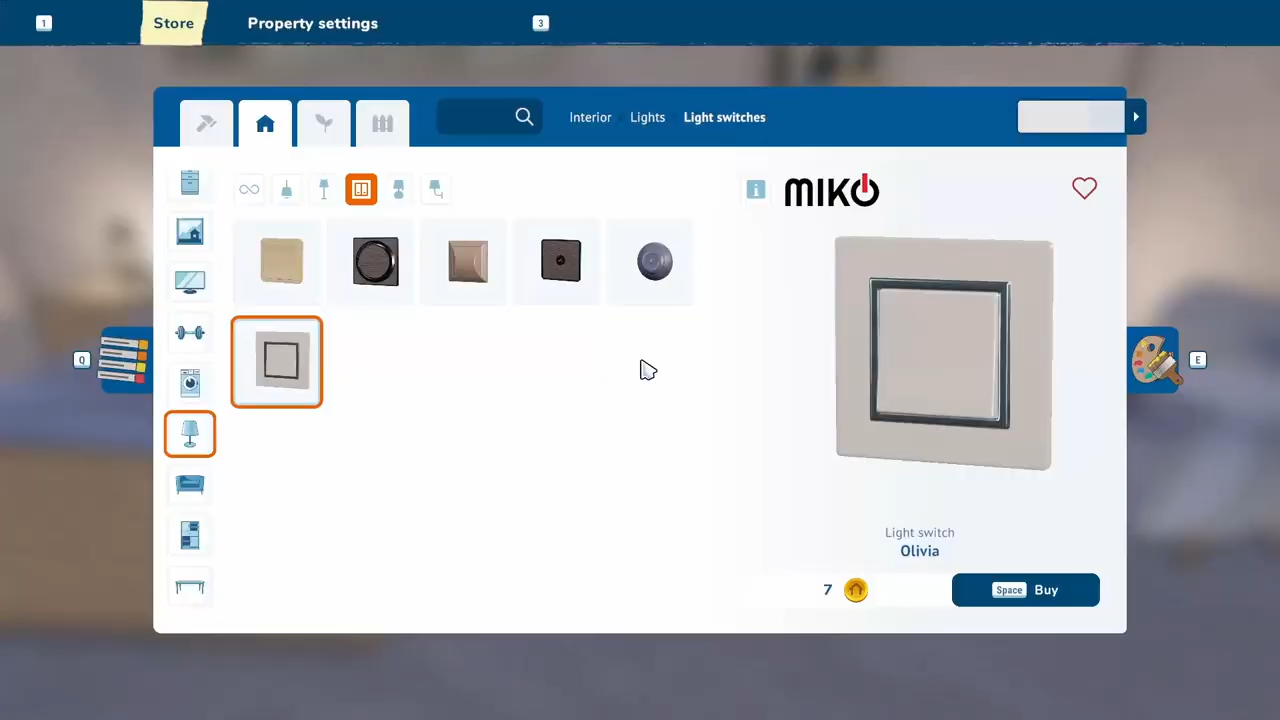 1
Store
Property settings
3
Interior
Lights
Light switches
i
MIKO
Q
E
Light switch
Olivia
7
Space
Buy